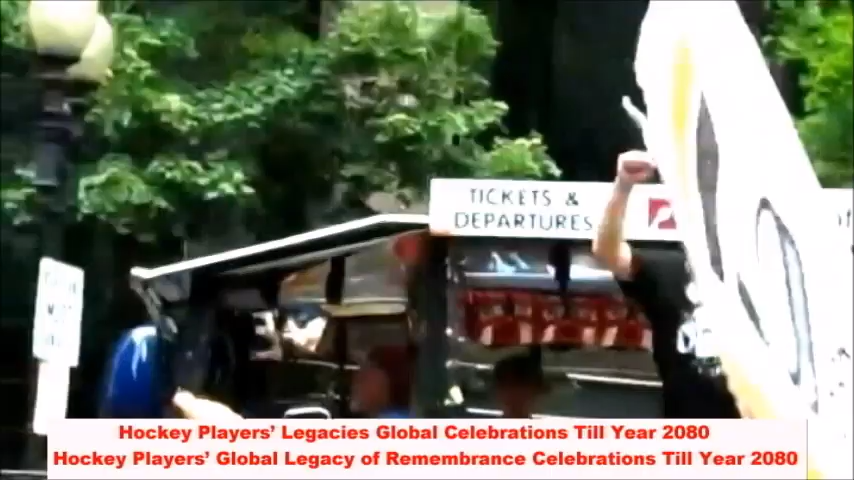 TICKETS &
DEPARTURES
Hockey Players’ Legacies Global Celebrations Till Year 2080
Hockey Players’ Global Legacy of Remembrance Celebrations Till Year 2080